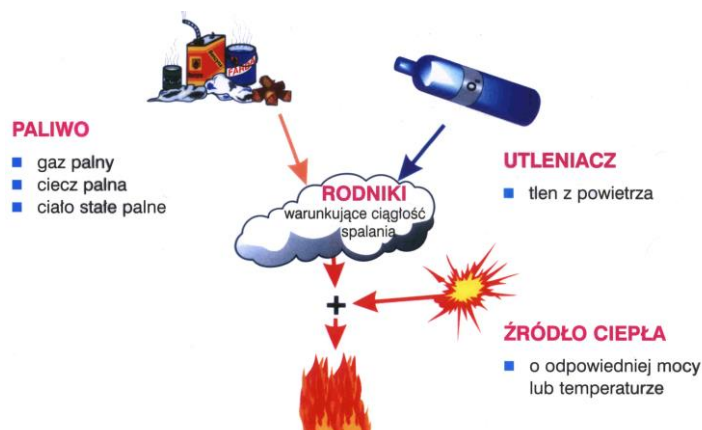 FARBA
O
PALIWO
gaz palny
ciecz palna
ciało stałe palne
UTLENIACZ
tlen z powietrza
RODNIKI
warunkujące ciągłość
spalania
+
ŹRÓDŁO CIEPŁA
o odpowiedniej mocy
lub temperaturze